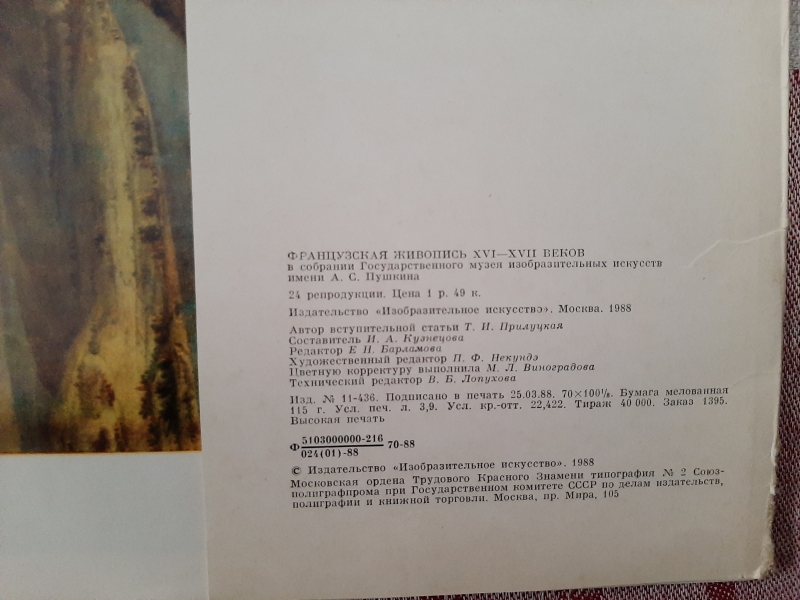 ФРАНЦУЗСКАЯ ЖИВОПИСЬ XVI—XVII ВЕКОВ
в собрании Государственного музея изобразительных искусств
имени А. С. Пушкина
24 репродукции. Цена 1 р. 49 к.
Издательство «Изобразительное искусство». Москва. 1988
Автор вступительной статьи Т. И. Прилуцкая
Составитель И. А. Кузнецова
Редактор Е. Н. Барламова
Художественный редактор П. Ф. Некундэ
Цветную корректуру выполнила М. Л. Виноградова
Технический редактор В. Б. Лопухова
Изд. № 11-436. Подписано в печать 25.03.88. 70×100⅛. Бумага мелованная
115 г. Усл. печ. л. 3,9. Усл. кр.-отт. 22,422. Тираж 40 000. Заказ 1395.
Высокая печать
Ф 5103000000-216 70-88
024(01)-88
© Издательство «Изобразительное искусство». 1988
Московская ордена Трудового Красного Знамени типография № 2 Союз-
полиграфпрома при Государственном комитете СССР по делам издательств,
полиграфии и книжной торговли. Москва, пр. Мира, 105